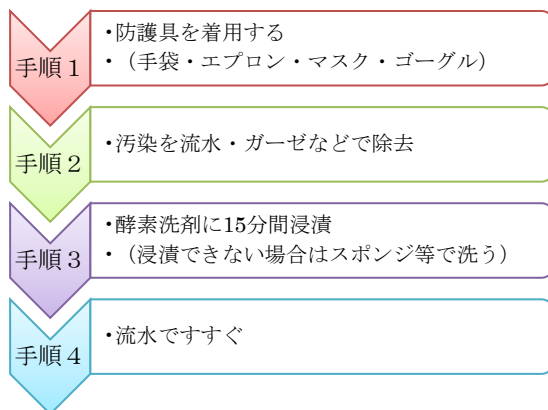 手順１
・防護具を着用する
・（手袋・エプロン・マスク・ゴーグル）
手順２
・汚染を流水・ガーゼなどで除去
手順３
・酵素洗剤に15分間浸漬
・（浸漬できない場合はスポンジ等で洗う）
手順４
・流水ですすぐ